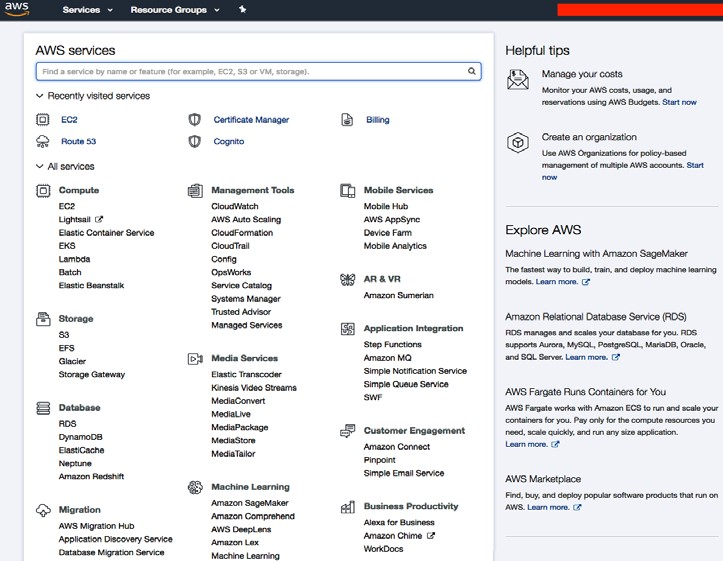 aws
Services
Resource Groups
AWS services
Find a service by name or feature (for example, EC2, S3 or VM, storage).
Recently visited services
EC2
Certificate Manager
Billing
Route 53
Cognito
All services
Compute
EC2
Lightsail
Elastic Container Service
EKS
Lambda
Batch
Elastic Beanstalk
Storage
S3
EFS
Glacier
Storage Gateway
Database
RDS
DynamoDB
ElastiCache
Neptune
Amazon Redshift
Migration
AWS Migration Hub
Application Discovery Service
Database Migration Service
Management Tools
CloudWatch
AWS Auto Scaling
CloudFormation
CloudTrail
Config
OpsWorks
Service Catalog
Systems Manager
Trusted Advisor
Managed Services
Media Services
Elastic Transcoder
Kinesis Video Streams
MediaConvert
MediaLive
MediaPackage
MediaStore
MediaTailor
Machine Learning
Amazon SageMaker
Amazon Comprehend
AWS DeepLens
Amazon Lex
Machine Learning
Mobile Services
Mobile Hub
AWS AppSync
Device Farm
Mobile Analytics
AR & VR
Amazon Sumerian
Application Integration
Step Functions
Amazon MQ
Simple Notification Service
Simple Queue Service
SWF
Customer Engagement
Amazon Connect
Pinpoint
Simple Email Service
Business Productivity
Alexa for Business
Amazon Chime
WorkDocs
Helpful tips
Manage your costs
Monitor your AWS costs, usage, and
reservations using AWS Budgets. Start now
Create an organization
Use AWS Organizations for policy-based
management of multiple AWS accounts. Start
now
Explore AWS
Machine Learning with Amazon SageMaker
The fastest way to build, train, and deploy machine learning
models. Learn more.
Amazon Relational Database Service (RDS)
RDS manages and scales your database for you. RDS
supports Aurora, MySQL, PostgreSQL, MariaDB, Oracle,
and SQL Server. Learn more.
AWS Fargate Runs Containers for You
AWS Fargate works with Amazon ECS to run and scale your
containers for you. Pay only for the compute resources you
need, scale quickly, and run any size application.
Learn more.
AWS Marketplace
Find, buy, and deploy popular software products that run on
AWS. Learn more.